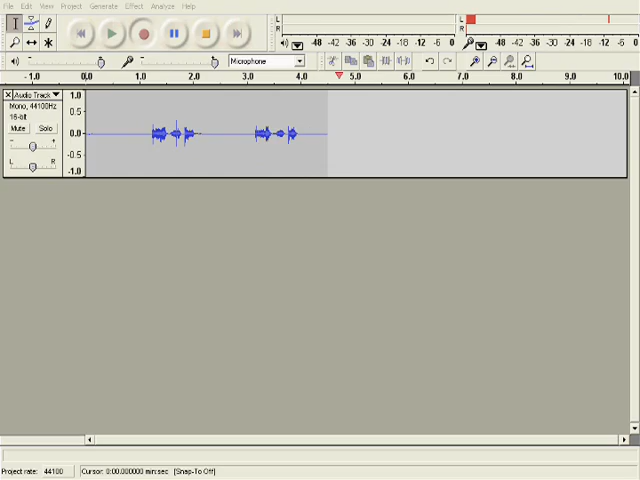 File Edit View Project Generate Effect Analyze Help
L
R
-48 -42 -36 -30 -24 -18 -12 -6 0
L
R
-48 -42 -36 -30 -24 -18 -12 -6 0
- +
- +
Microphone
-1.0 0.0 1.0 2.0 3.0 4.0 5.0 6.0 7.0 8.0 9.0 10.0
Audio Track
Mono, 44100Hz
16-bit
Mute Solo
- +
L R
1.0
0.5
0.0
-0.5
-1.0
Project rate: 44100 Cursor: 0:00.000000 min:sec [Snap-To Off]